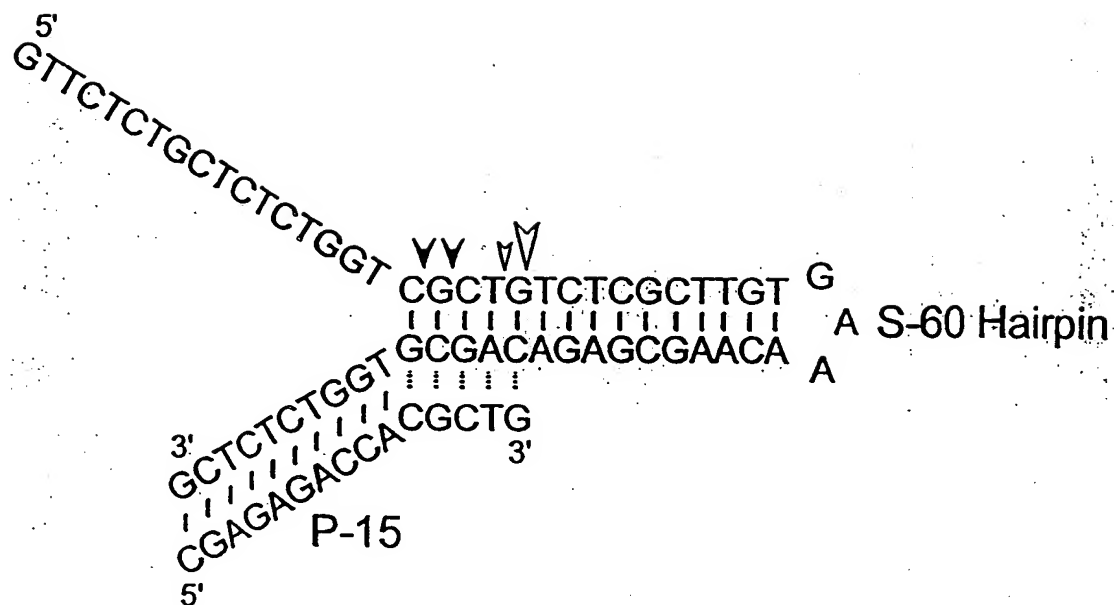 5'
GTTCTCTGCTCTCTGGT
CGCTGTCTCGCTTGT
G
A
A
S-60 Hairpin
GCGACAGAGCGAACA
3'
GCTCTCTGGT
CGAGAGACCA
CGCTG
3'
P-15
5'